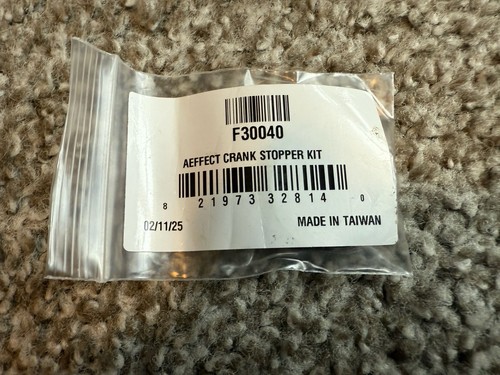 F30040
AEFFECT CRANK STOPPER KIT
8 21973 32814 0
02/11/25 MADE IN TAIWAN